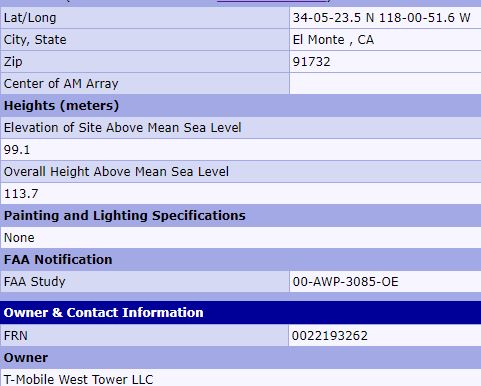 Lat/Long 34-05-23.5 N 118-00-51.6 W
City, State El Monte , CA
Zip 91732
Center of AM Array
Heights (meters)
Elevation of Site Above Mean Sea Level
99.1
Overall Height Above Mean Sea Level
113.7
Painting and Lighting Specifications
None
FAA Notification
FAA Study 00-AWP-3085-OE
Owner & Contact Information
FRN 0022193262
Owner
T-Mobile West Tower LLC